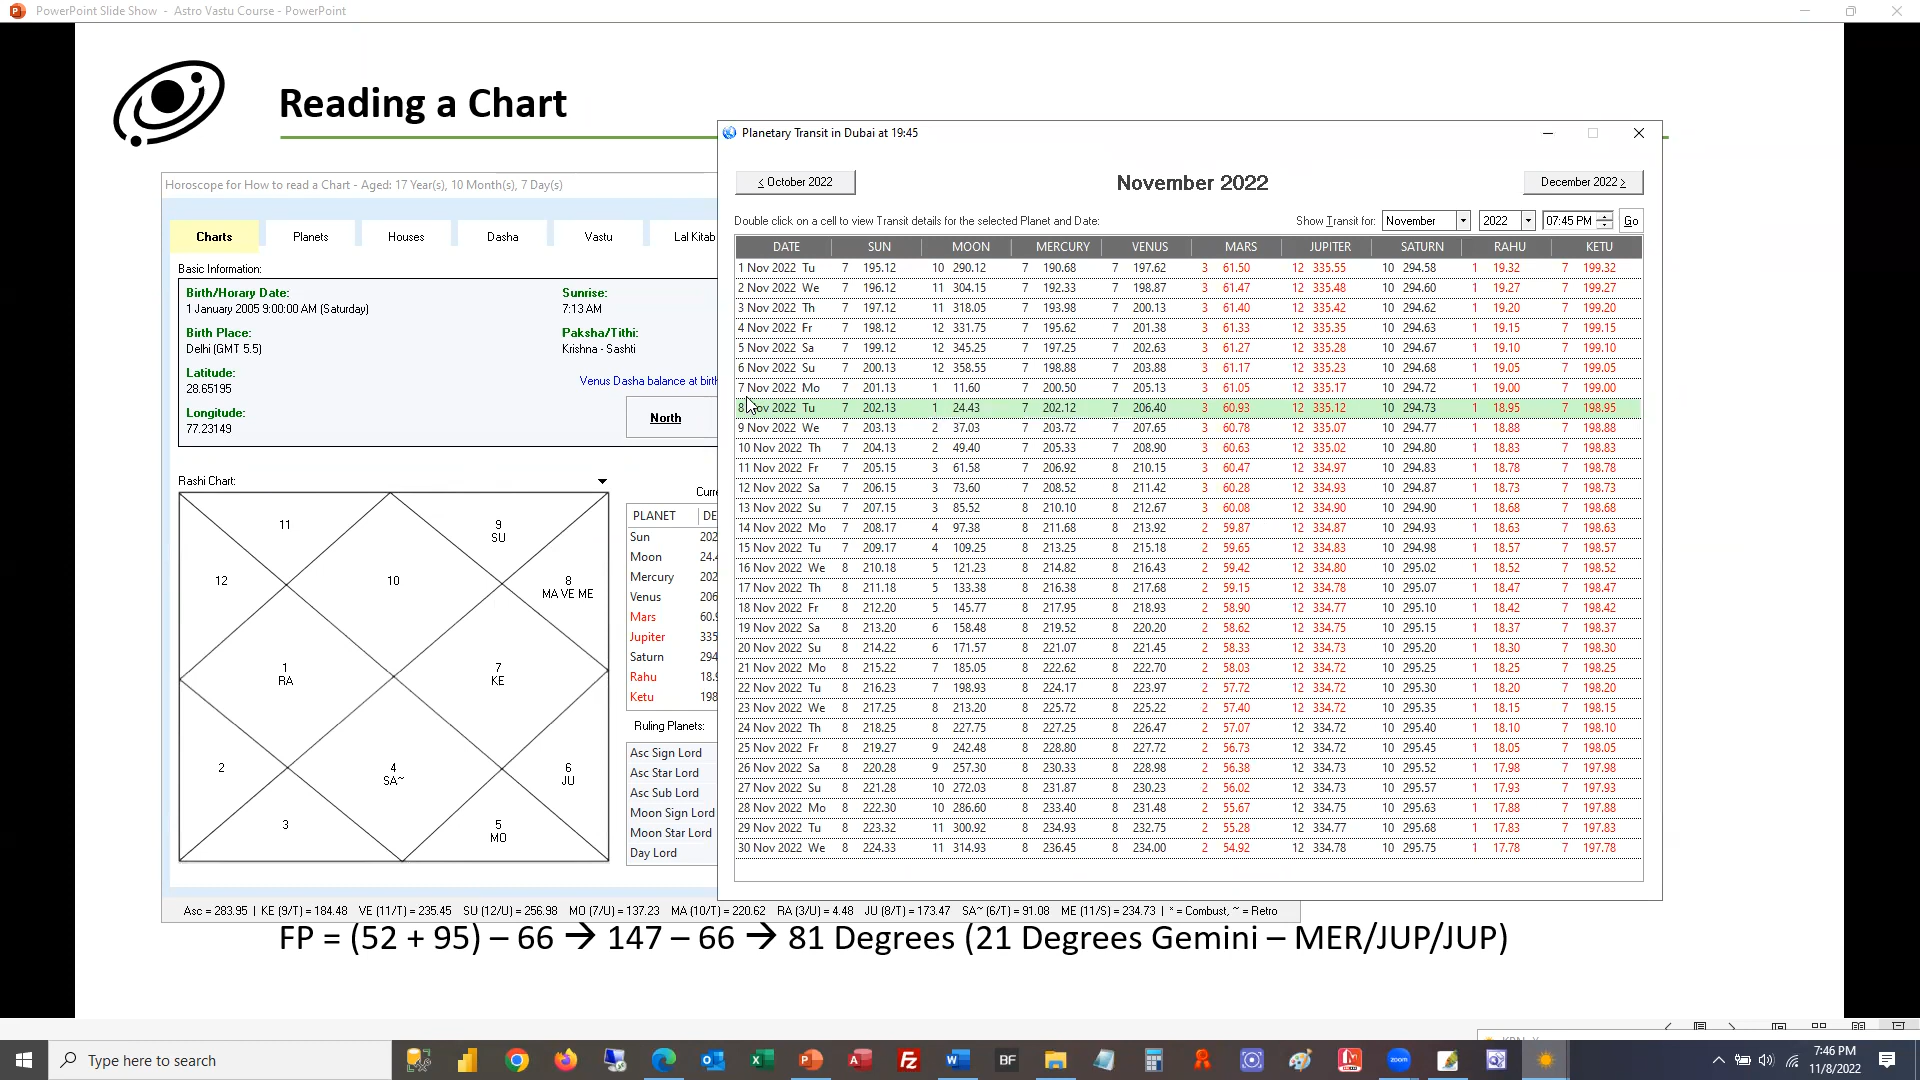 PowerPoint Slide Show - Astro Vastu Course - PowerPoint
Reading a Chart
Planetary Transit in Dubai at 19:45
< October 2022
November 2022
December 2022 >
Double click on a cell to view Transit details for the selected Planet and Date:
Show Transit for: November 2022 07:45 PM Go
DATE SUN MOON MERCURY VENUS MARS JUPITER SATURN RAHU KETU
1 Nov 2022 Tu 7 195.12 10 290.12 7 190.68 7 197.62 3 61.50 12 335.55 10 294.58 1 19.32 7 199.32
2 Nov 2022 We 7 196.12 11 304.15 7 192.33 7 198.87 3 61.47 12 335.48 10 294.60 1 19.27 7 199.27
3 Nov 2022 Th 7 197.12 11 318.05 7 193.98 7 200.13 3 61.40 12 335.42 10 294.62 1 19.20 7 199.20
4 Nov 2022 Fr 7 198.12 12 331.75 7 195.62 7 201.38 3 61.33 12 335.35 10 294.63 1 19.15 7 199.15
5 Nov 2022 Sa 7 199.12 12 345.25 7 197.25 7 202.63 3 61.27 12 335.28 10 294.67 1 19.10 7 199.10
6 Nov 2022 Su 7 200.13 12 358.55 7 198.88 7 203.88 3 61.17 12 335.23 10 294.68 1 19.05 7 199.05
7 Nov 2022 Mo 7 201.13 1 11.60 7 200.50 7 205.13 3 61.05 12 335.17 10 294.72 1 19.00 7 199.00
8 Nov 2022 Tu 7 202.13 1 24.43 7 202.12 7 206.40 3 60.93 12 335.12 10 294.73 1 18.95 7 198.95
9 Nov 2022 We 7 203.13 2 37.03 7 203.72 7 207.65 3 60.78 12 335.07 10 294.77 1 18.88 7 198.88
10 Nov 2022 Th 7 204.13 2 49.40 7 205.33 7 208.90 3 60.63 12 335.02 10 294.80 1 18.83 7 198.83
11 Nov 2022 Fr 7 205.15 3 61.58 7 206.92 8 210.15 3 60.47 12 334.97 10 294.83 1 18.78 7 198.78
12 Nov 2022 Sa 7 206.15 3 73.60 7 208.52 8 211.42 3 60.28 12 334.93 10 294.87 1 18.73 7 198.73
13 Nov 2022 Su 7 207.15 3 85.52 8 210.10 8 212.67 3 60.08 12 334.90 10 294.90 1 18.68 7 198.68
14 Nov 2022 Mo 7 208.17 4 97.38 8 211.68 8 213.92 2 59.87 12 334.87 10 294.93 1 18.63 7 198.63
15 Nov 2022 Tu 7 209.17 4 109.25 8 213.25 8 215.18 2 59.65 12 334.83 10 294.98 1 18.57 7 198.57
16 Nov 2022 We 8 210.18 5 121.23 8 214.82 8 216.43 2 59.42 12 334.80 10 295.02 1 18.52 7 198.52
17 Nov 2022 Th 8 211.18 5 133.38 8 216.38 8 217.68 2 59.15 12 334.78 10 295.07 1 18.47 7 198.47
18 Nov 2022 Fr 8 212.20 5 145.77 8 217.95 8 218.93 2 58.90 12 334.77 10 295.10 1 18.42 7 198.42
19 Nov 2022 Sa 8 213.20 6 158.48 8 219.52 8 220.20 2 58.62 12 334.75 10 295.15 1 18.37 7 198.37
20 Nov 2022 Su 8 214.22 6 171.57 8 221.07 8 221.45 2 58.33 12 334.73 10 295.20 1 18.30 7 198.30
21 Nov 2022 Mo 8 215.22 7 185.05 8 222.62 8 222.70 2 58.03 12 334.72 10 295.25 1 18.25 7 198.25
22 Nov 2022 Tu 8 216.23 7 198.93 8 224.17 8 223.97 2 57.72 12 334.72 10 295.30 1 18.20 7 198.20
23 Nov 2022 We 8 217.25 8 213.20 8 225.72 8 225.22 2 57.40 12 334.72 10 295.35 1 18.15 7 198.15
24 Nov 2022 Th 8 218.25 8 227.75 8 227.25 8 226.47 2 57.07 12 334.72 10 295.40 1 18.10 7 198.10
25 Nov 2022 Fr 8 219.27 9 242.48 8 228.80 8 227.72 2 56.73 12 334.72 10 295.45 1 18.05 7 198.05
26 Nov 2022 Sa 8 220.28 9 257.30 8 230.33 8 228.98 2 56.38 12 334.73 10 295.52 1 17.98 7 197.98
27 Nov 2022 Su 8 221.28 10 272.03 8 231.87 8 230.23 2 56.02 12 334.73 10 295.57 1 17.93 7 197.93
28 Nov 2022 Mo 8 222.30 10 286.60 8 233.40 8 231.48 2 55.67 12 334.75 10 295.63 1 17.88 7 197.88
29 Nov 2022 Tu 8 223.32 11 300.92 8 234.93 8 232.75 2 55.28 12 334.77 10 295.68 1 17.83 7 197.83
30 Nov 2022 We 8 224.33 11 314.93 8 236.45 8 234.00 2 54.92 12 334.78 10 295.75 1 17.78 7 197.78
Horoscope for How to read a Chart - Aged: 17 Year(s), 10 Month(s), 7 Day(s)
Charts Planets Houses Dasha Vastu Lal Kitab
Basic Information:
Birth/Horary Date:
1 January 2005 9:00:00 AM (Saturday)
Birth Place:
Delhi (GMT 5.5)
Latitude:
28.65195
Longitude:
77.23149
Sunrise:
7:13 AM
Paksha/Tithi:
Krishna - Sashti
Venus Dasha balance at birth
North
Rashi Chart:
11
9
SU
12
10
8
MA VE ME
1
RA
7
KE
2
4
SA~
6
JU
3
5
MO
Curre
PLANET DE
Sun 202
Moon 24.4
Mercury 202
Venus 206
Mars 60.9
Jupiter 335
Saturn 294
Rahu 18.9
Ketu 198
Ruling Planets:
Asc Sign Lord
Asc Star Lord
Asc Sub Lord
Moon Sign Lord
Moon Star Lord
Day Lord
Asc = 283.95 | KE (9/T) = 184.48 VE (11/T) = 235.45 SU (12/U) = 256.98 MO (7/U) = 137.23 MA (10/T) = 220.62 RA (3/U) = 4.48 JU (8/T) = 173.47 SA~ (6/T) = 91.08 ME (11/S) = 234.73 | * = Combust, ~ = Retro
FP = (52 + 95) – 66 → 147 – 66 → 81 Degrees (21 Degrees Gemini – MER/JUP/JUP)
Type here to search
BF
zoom
7:46 PM
11/8/2022